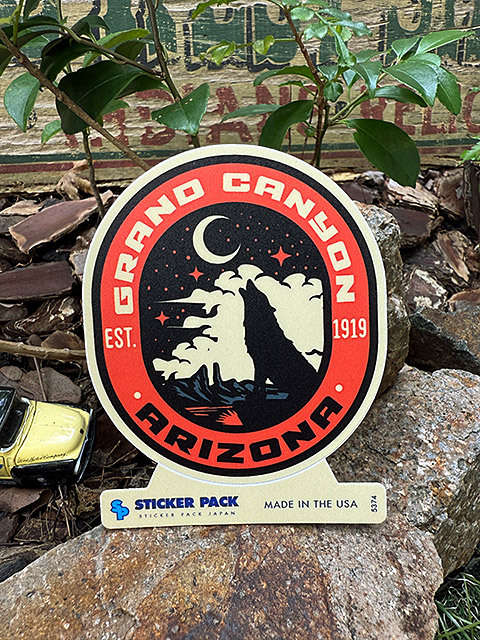 GRAND CANYON
EST. 1919
ARIZONA
STICKER PACK
STICKER PACK JAPAN
MADE IN THE USA
5374